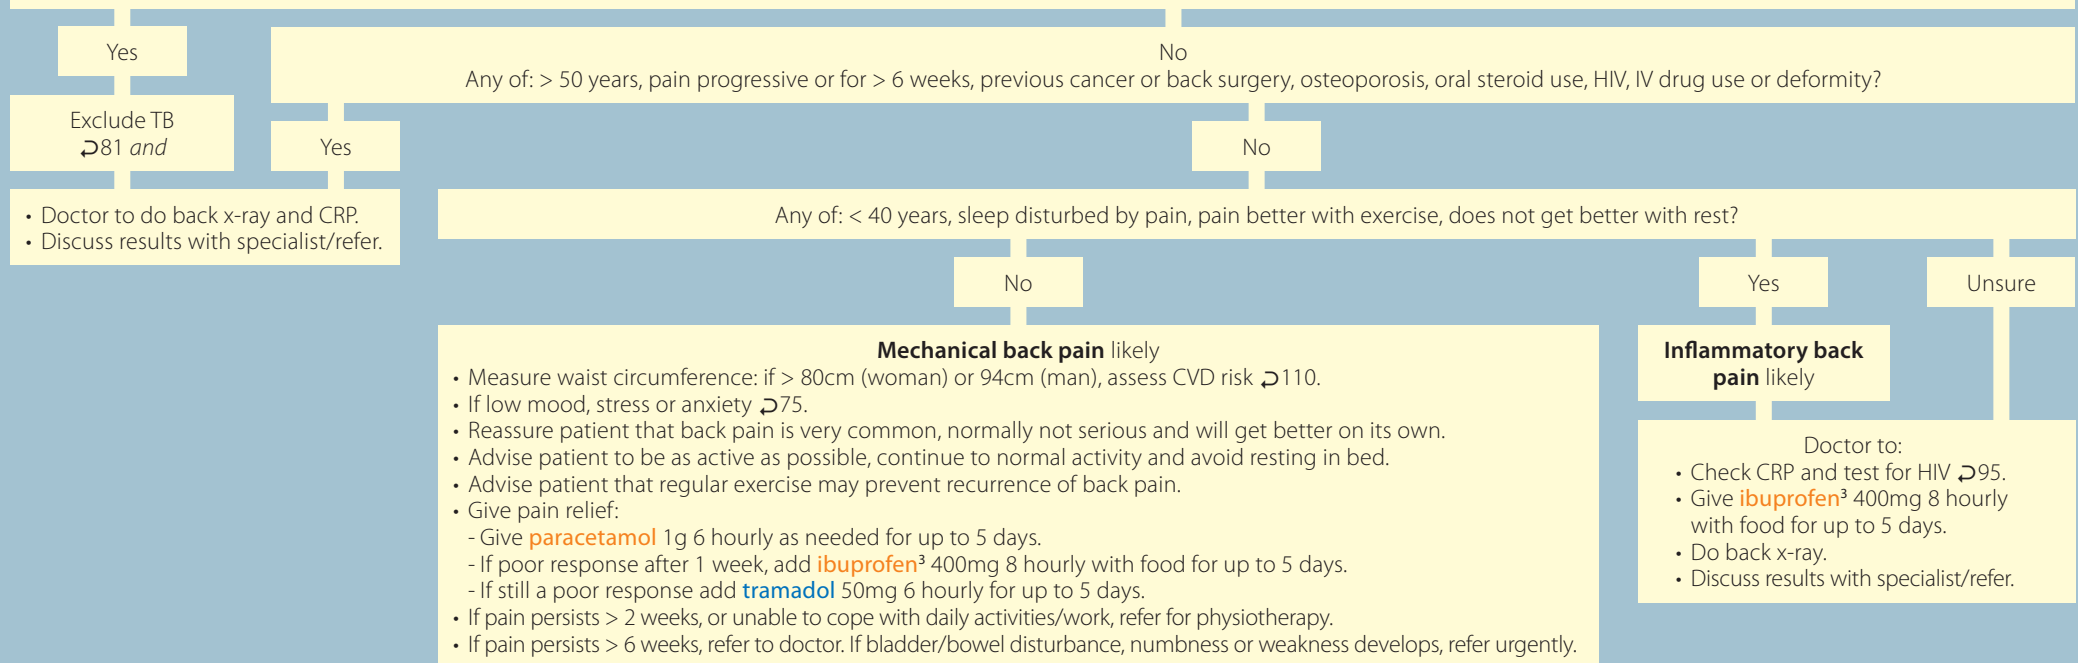 Yes
No
Any of: > 50 years, pain progressive or for > 6 weeks, previous cancer or back surgery, osteoporosis, oral steroid use, HIV, IV drug use or deformity?
Exclude TB
⮌81 and
Yes
No
• Doctor to do back x-ray and CRP.
• Discuss results with specialist/refer.
Any of: < 40 years, sleep disturbed by pain, pain better with exercise, does not get better with rest?
No
Yes
Unsure
Mechanical back pain likely
• Measure waist circumference: if > 80cm (woman) or 94cm (man), assess CVD risk ⮌110.
• If low mood, stress or anxiety ⮌75.
• Reassure patient that back pain is very common, normally not serious and will get better on its own.
• Advise patient to be as active as possible, continue to normal activity and avoid resting in bed.
• Advise patient that regular exercise may prevent recurrence of back pain.
• Give pain relief:
- Give paracetamol 1g 6 hourly as needed for up to 5 days.
- If poor response after 1 week, add ibuprofen³ 400mg 8 hourly with food for up to 5 days.
- If still a poor response add tramadol 50mg 6 hourly for up to 5 days.
• If pain persists > 2 weeks, or unable to cope with daily activities/work, refer for physiotherapy.
• If pain persists > 6 weeks, refer to doctor. If bladder/bowel disturbance, numbness or weakness develops, refer urgently.
Inflammatory back
pain likely
Doctor to:
• Check CRP and test for HIV ⮌95.
• Give ibuprofen³ 400mg 8 hourly
with food for up to 5 days.
• Do back x-ray.
• Discuss results with specialist/refer.